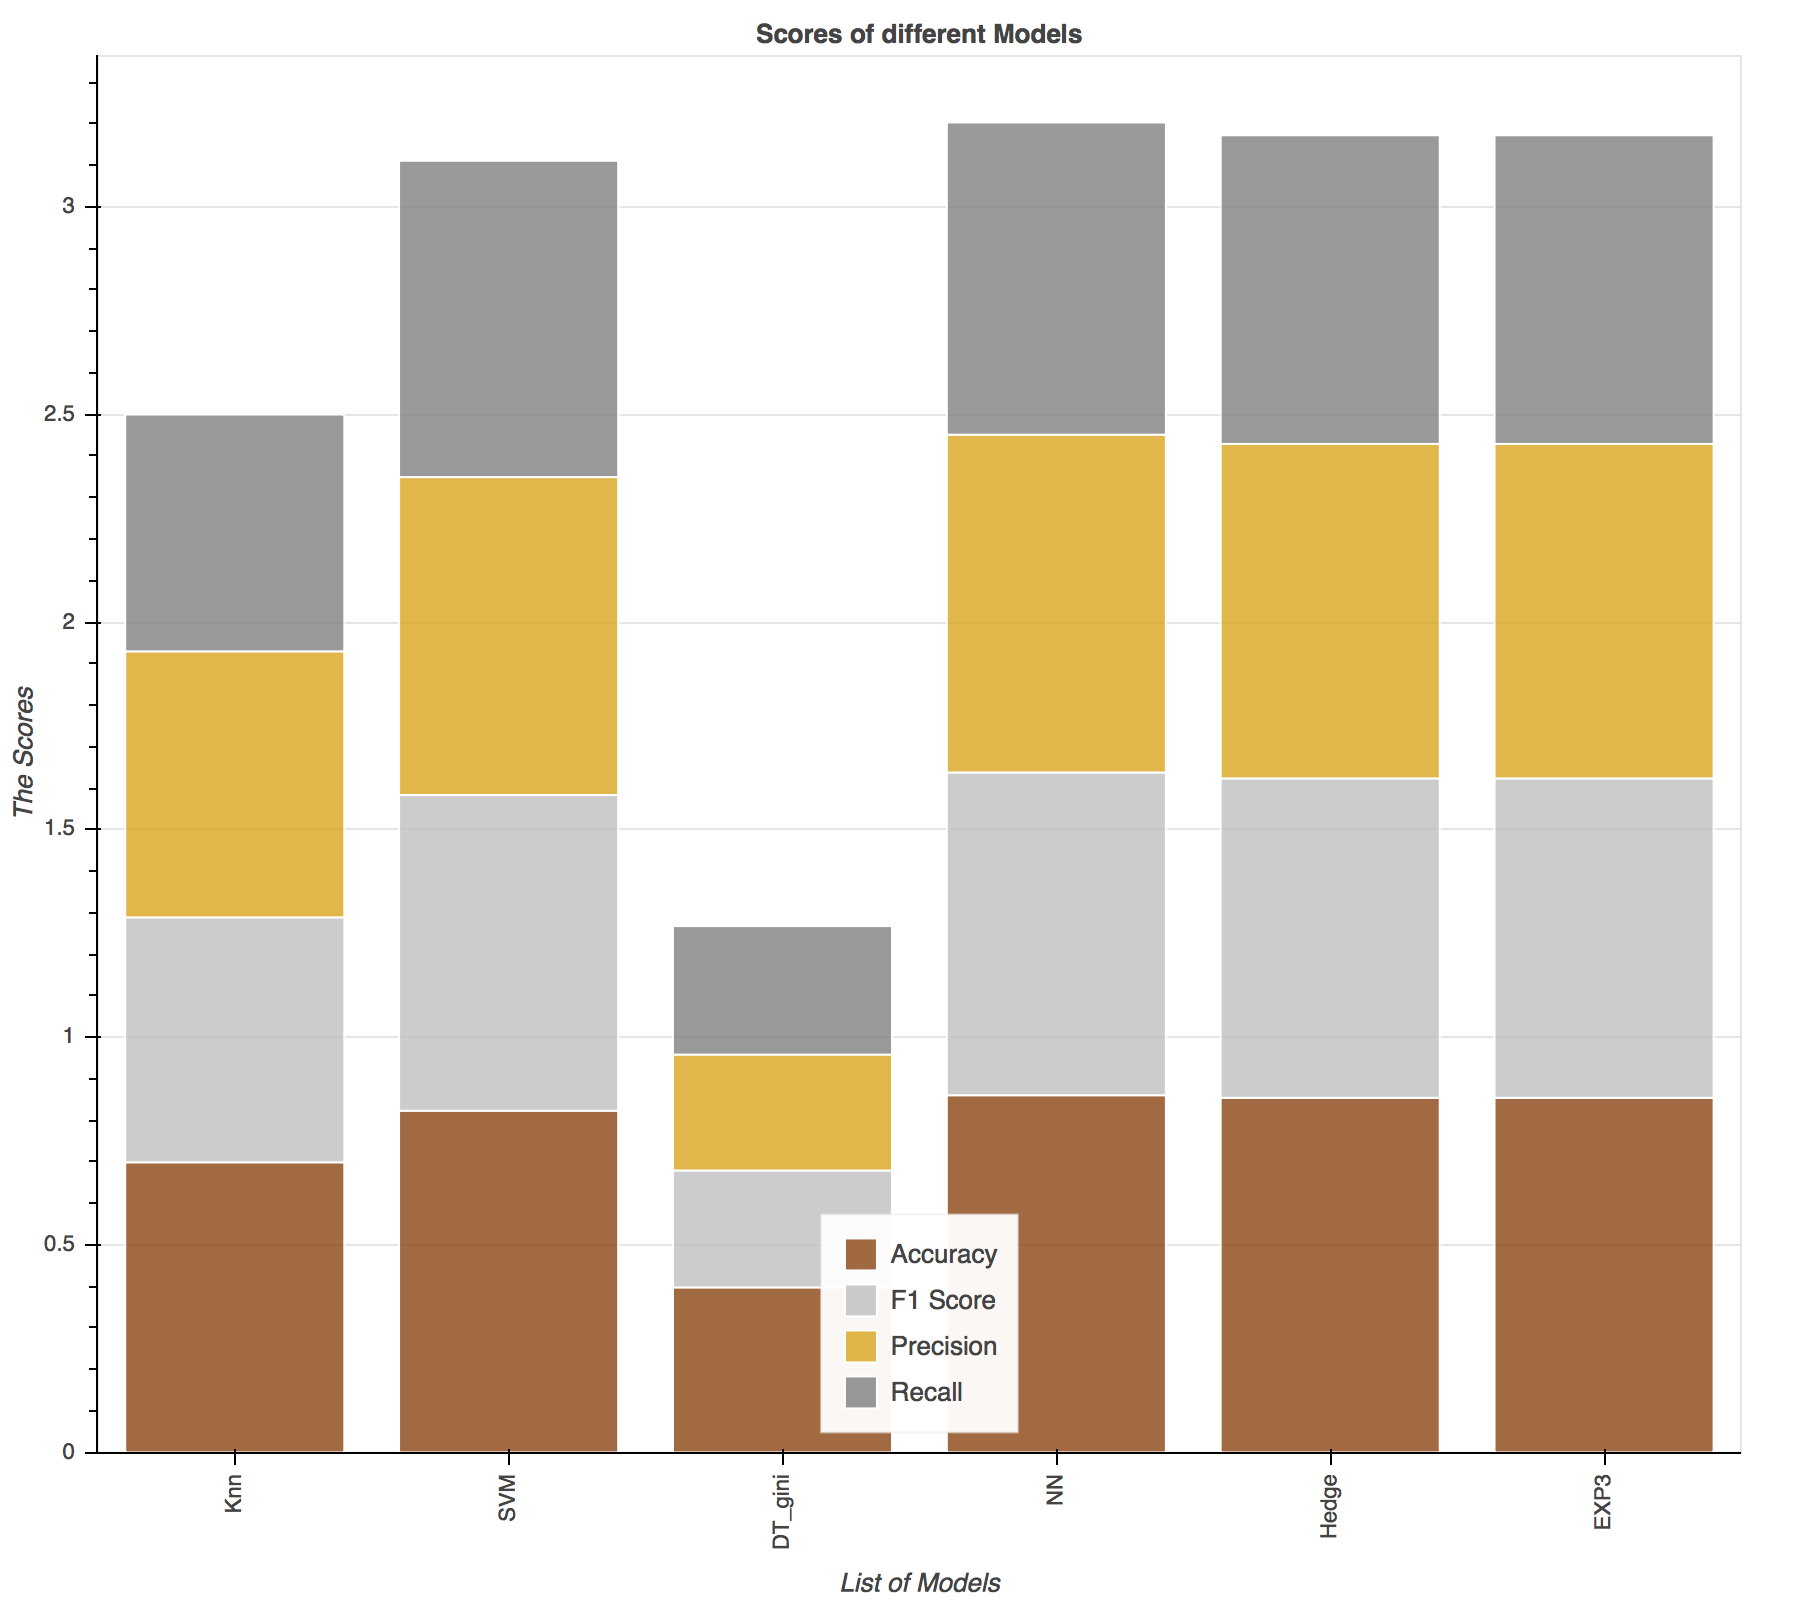 Scores of different Models
The Scores
3
2.5
2
1.5
1
0.5
0
Accuracy
F1 Score
Precision
Recall
Knn
SVM
DT_gini
NN
Hedge
EXP3
List of Models